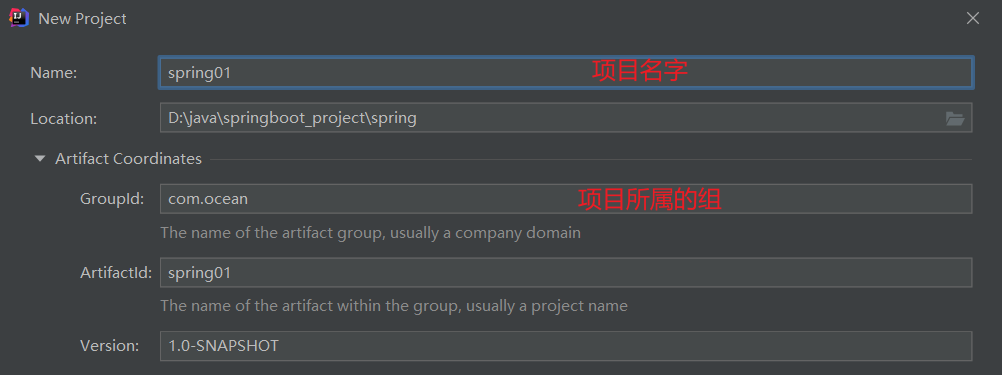 New Project
Name: spring01 项目名字
Location: D:\java\springboot_project\spring
Artifact Coordinates
GroupId: com.ocean 项目所属的组
The name of the artifact group, usually a company domain
ArtifactId: spring01
The name of the artifact within the group, usually a project name
Version: 1.0-SNAPSHOT